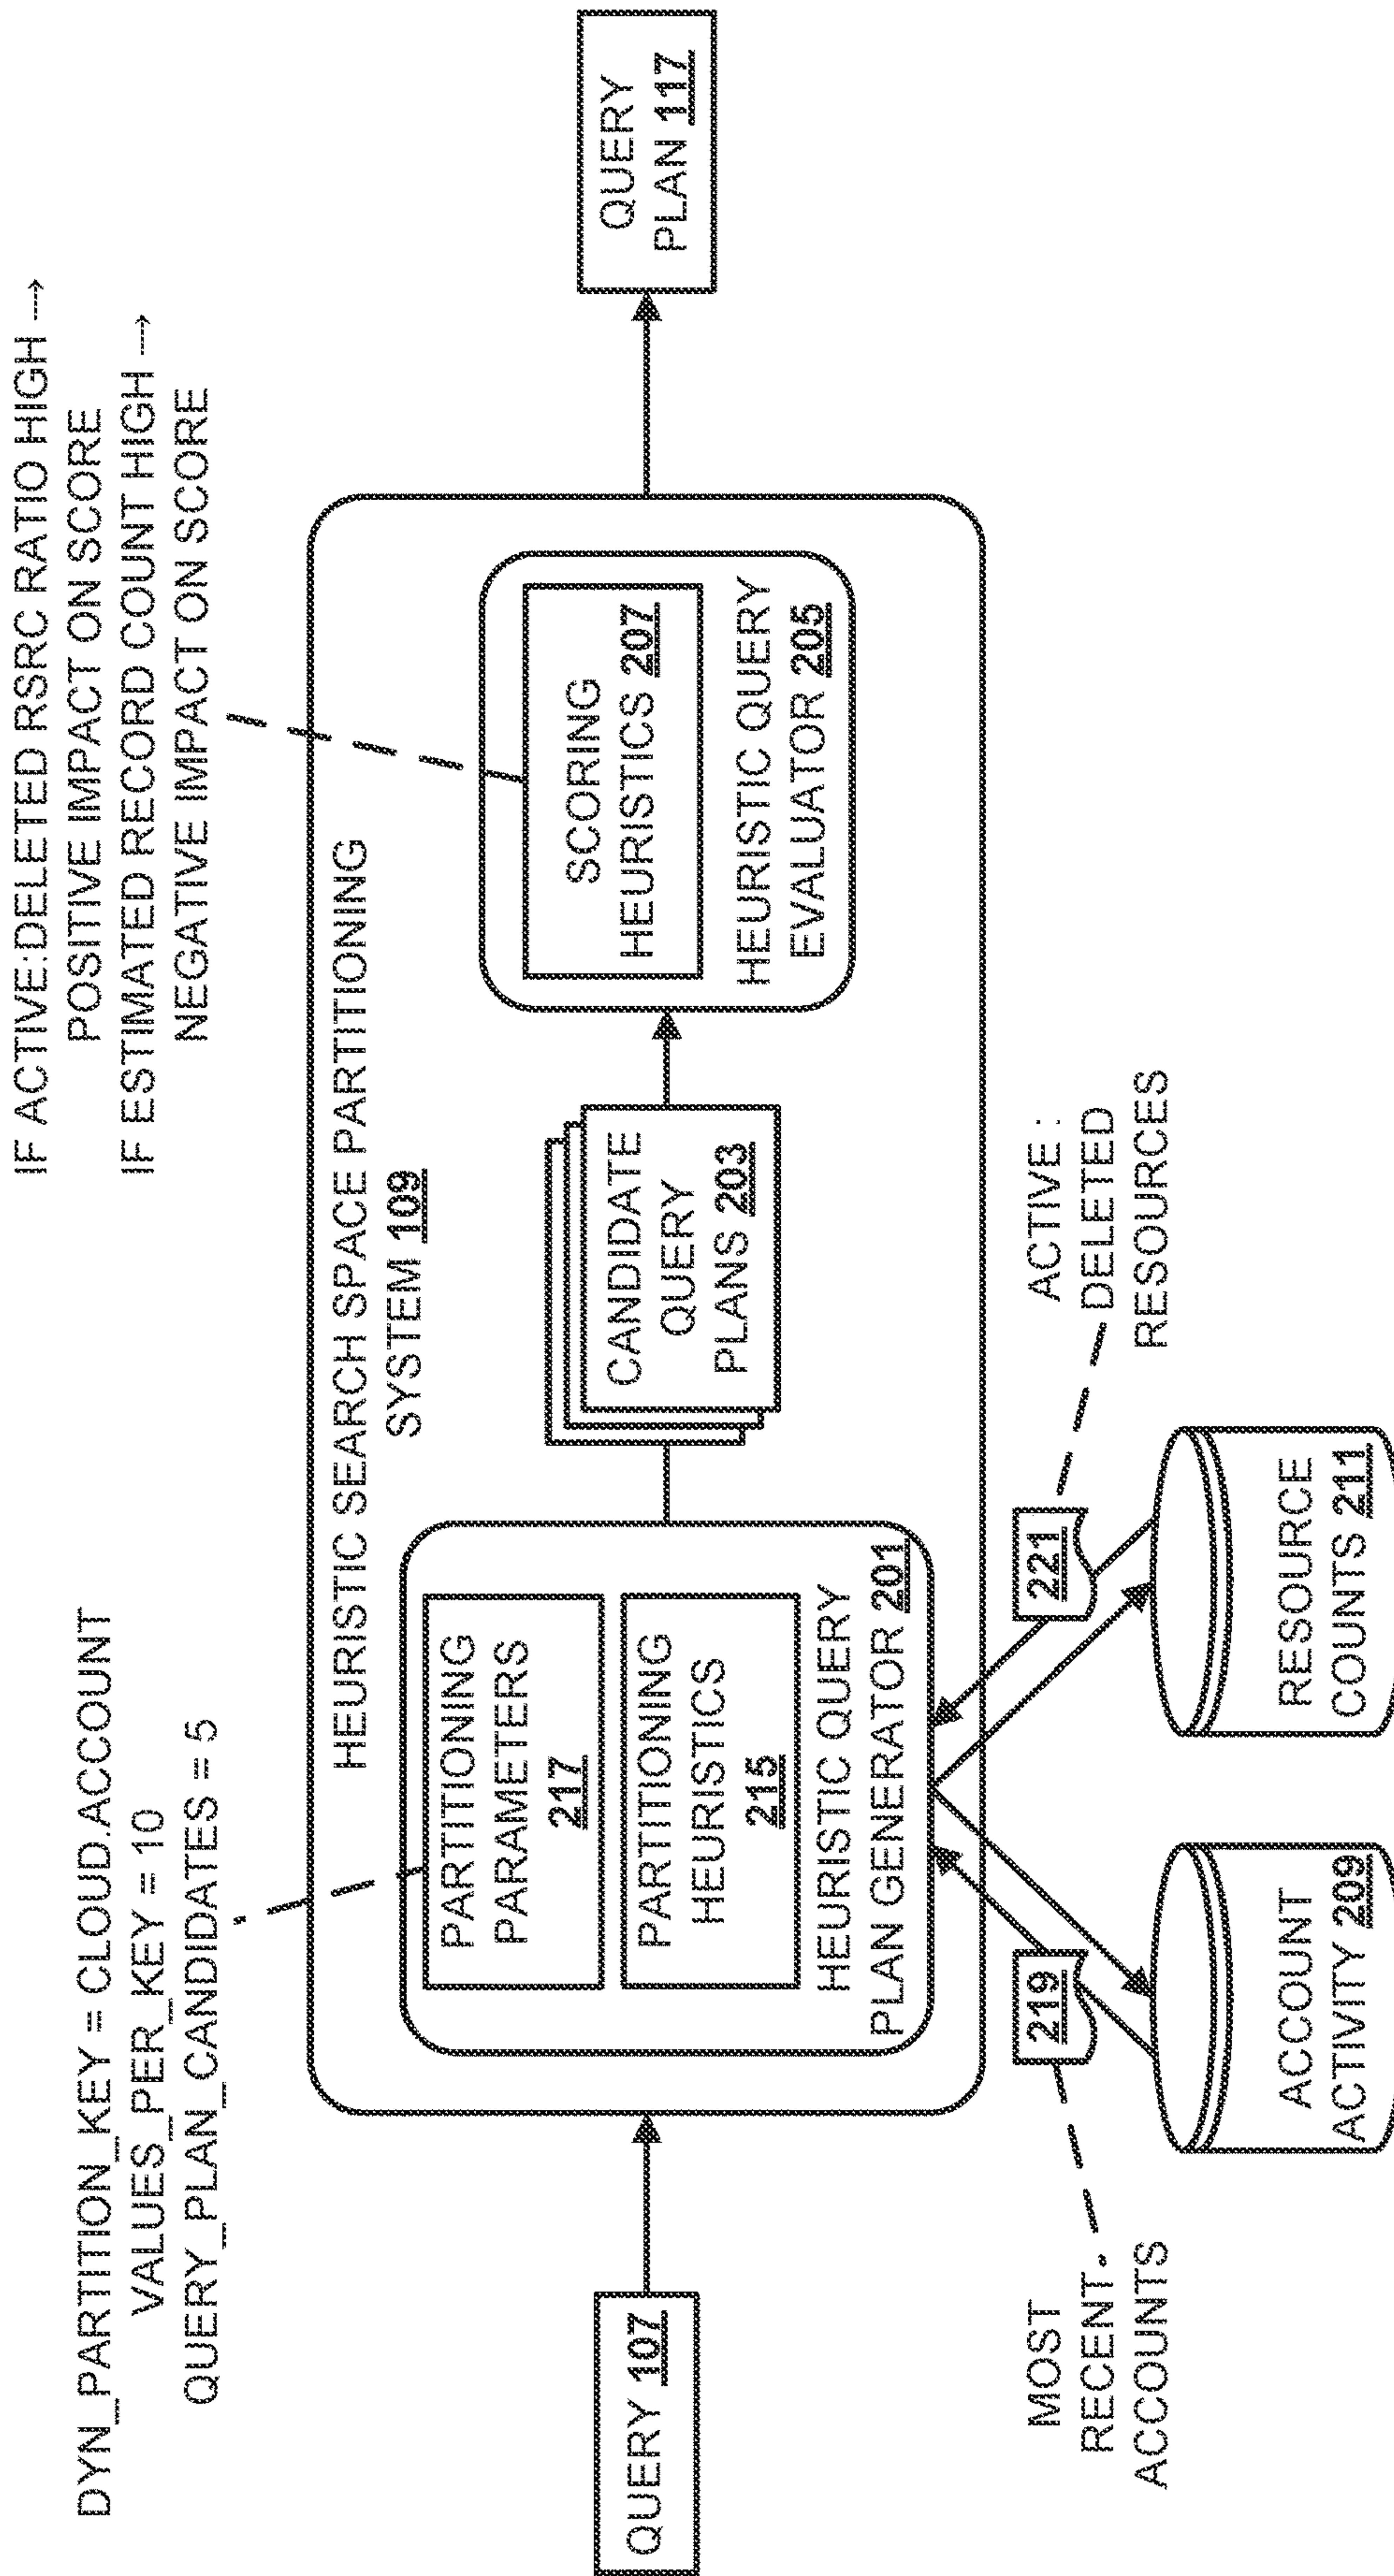 DYN_PARTITION_KEY = CLOUD.ACCOUNT
VALUES_PER_KEY = 10
QUERY_PLAN_CANDIDATES = 5
IF ACTIVE:DELETED RSRC RATIO HIGH →
POSITIVE IMPACT ON SCORE
IF ESTIMATED RECORD COUNT HIGH →
NEGATIVE IMPACT ON SCORE
HEURISTIC SEARCH SPACE PARTITIONING
SYSTEM 109
QUERY 107
PARTITIONING
PARAMETERS
217
PARTITIONING
HEURISTICS
215
HEURISTIC QUERY
PLAN GENERATOR 201
CANDIDATE
QUERY
PLANS 203
SCORING
HEURISTICS 207
HEURISTIC QUERY
EVALUATOR 205
QUERY
PLAN 117
MOST
RECENT.
ACCOUNTS
219
221
ACTIVE :
DELETED
RESOURCES
ACCOUNT
ACTIVITY 209
RESOURCE
COUNTS 211